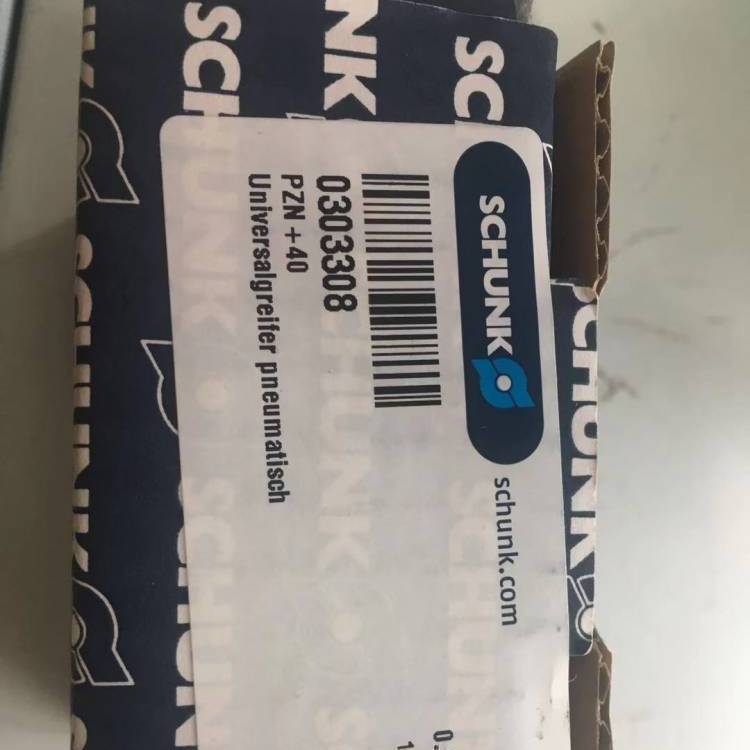 SCHUNK
schunk.com
0303308
PZN +40
Universalgreifer pneumatisch